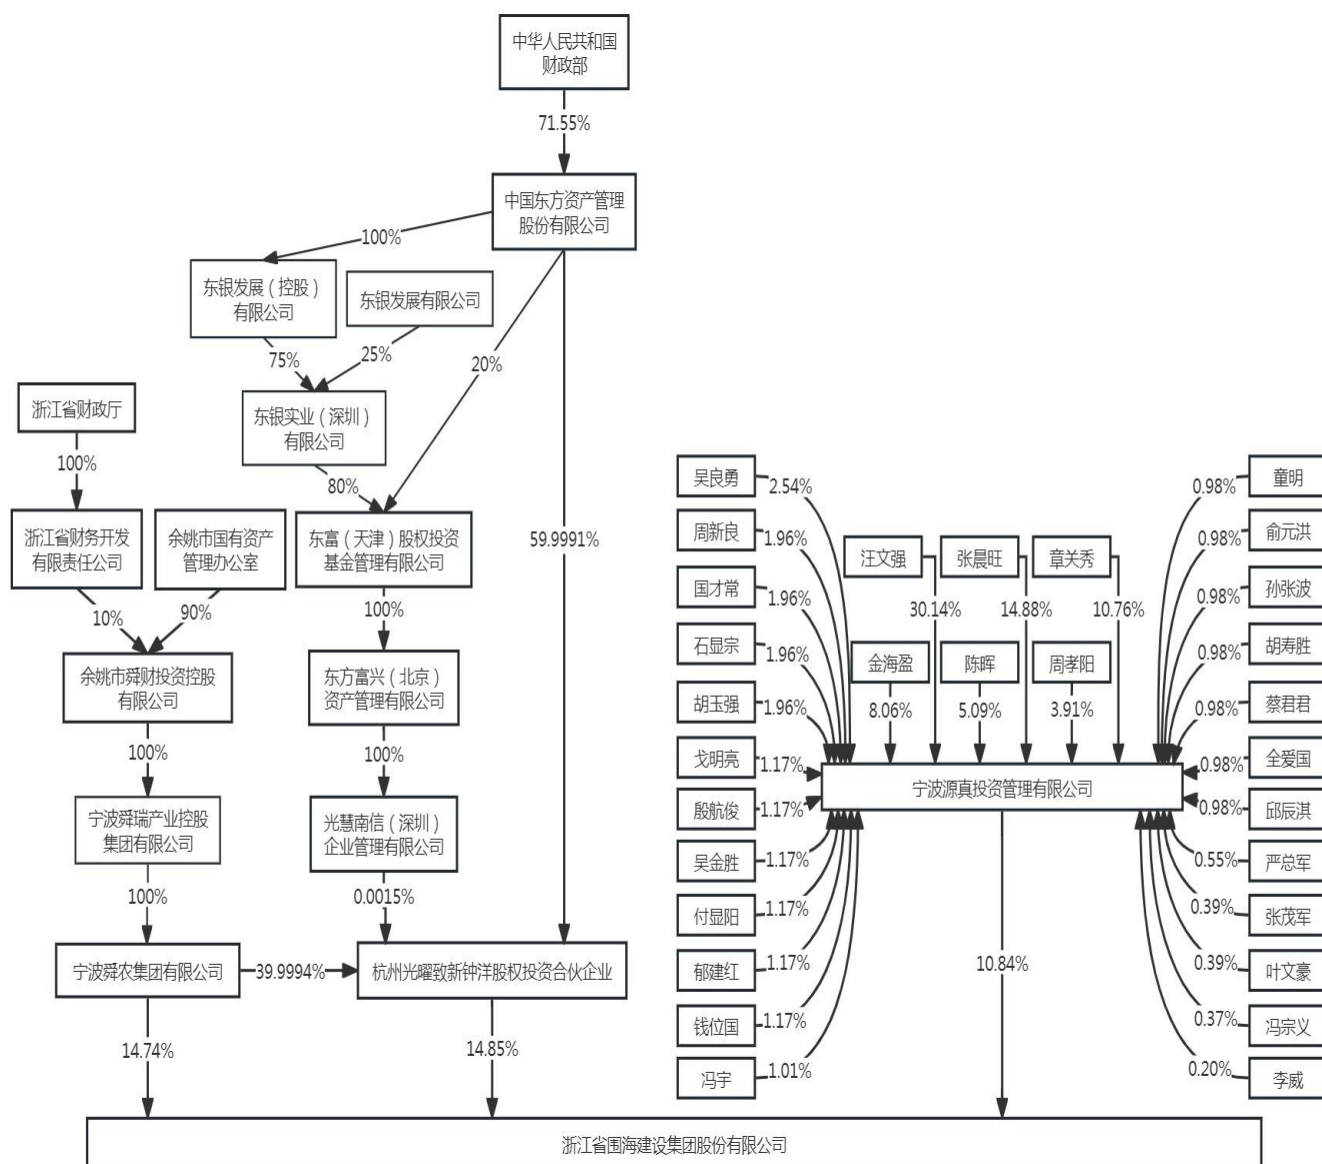 中华人民共和国
财政部
71.55%
中国东方资产管理
股份有限公司
100%
东银发展（控股）
有限公司
东银发展有限公司
75%
25%
20%
浙江省财政厅
东银实业（深圳）
有限公司
100%
80%
浙江省财务开发
有限责任公司
余姚市国有资产
管理办公室
东富（天津）股权投资
基金管理有限公司
59.9991%
10%
90%
100%
余姚市舜财投资控股
有限公司
东方富兴（北京）
资产管理有限公司
100%
100%
宁波舜瑞产业控股
集团有限公司
光慧南信（深圳）
企业管理有限公司
100%
0.0015%
宁波舜农集团有限公司
39.9994%
杭州光曜致新钟洋股权投资合伙企业
14.74%
14.85%
吴良勇
2.54%
周新良
1.96%
国才常
1.96%
石显宗
1.96%
胡玉强
1.96%
戈明亮
1.17%
殷航俊
1.17%
吴金胜
1.17%
付显阳
1.17%
郁建红
1.17%
钱位国
1.17%
冯宇
1.01%
汪文强
张晨旺
章关秀
30.14%
14.88%
10.76%
金海盈
陈晖
周孝阳
8.06%
5.09%
3.91%
宁波源真投资管理有限公司
10.84%
童明
0.98%
俞元洪
0.98%
孙张波
0.98%
胡寿胜
0.98%
蔡君君
0.98%
全爱国
0.98%
邱辰淇
0.98%
严总军
0.55%
张茂军
0.39%
叶文豪
0.39%
冯宗义
0.37%
李威
0.20%
浙江省围海建设集团股份有限公司